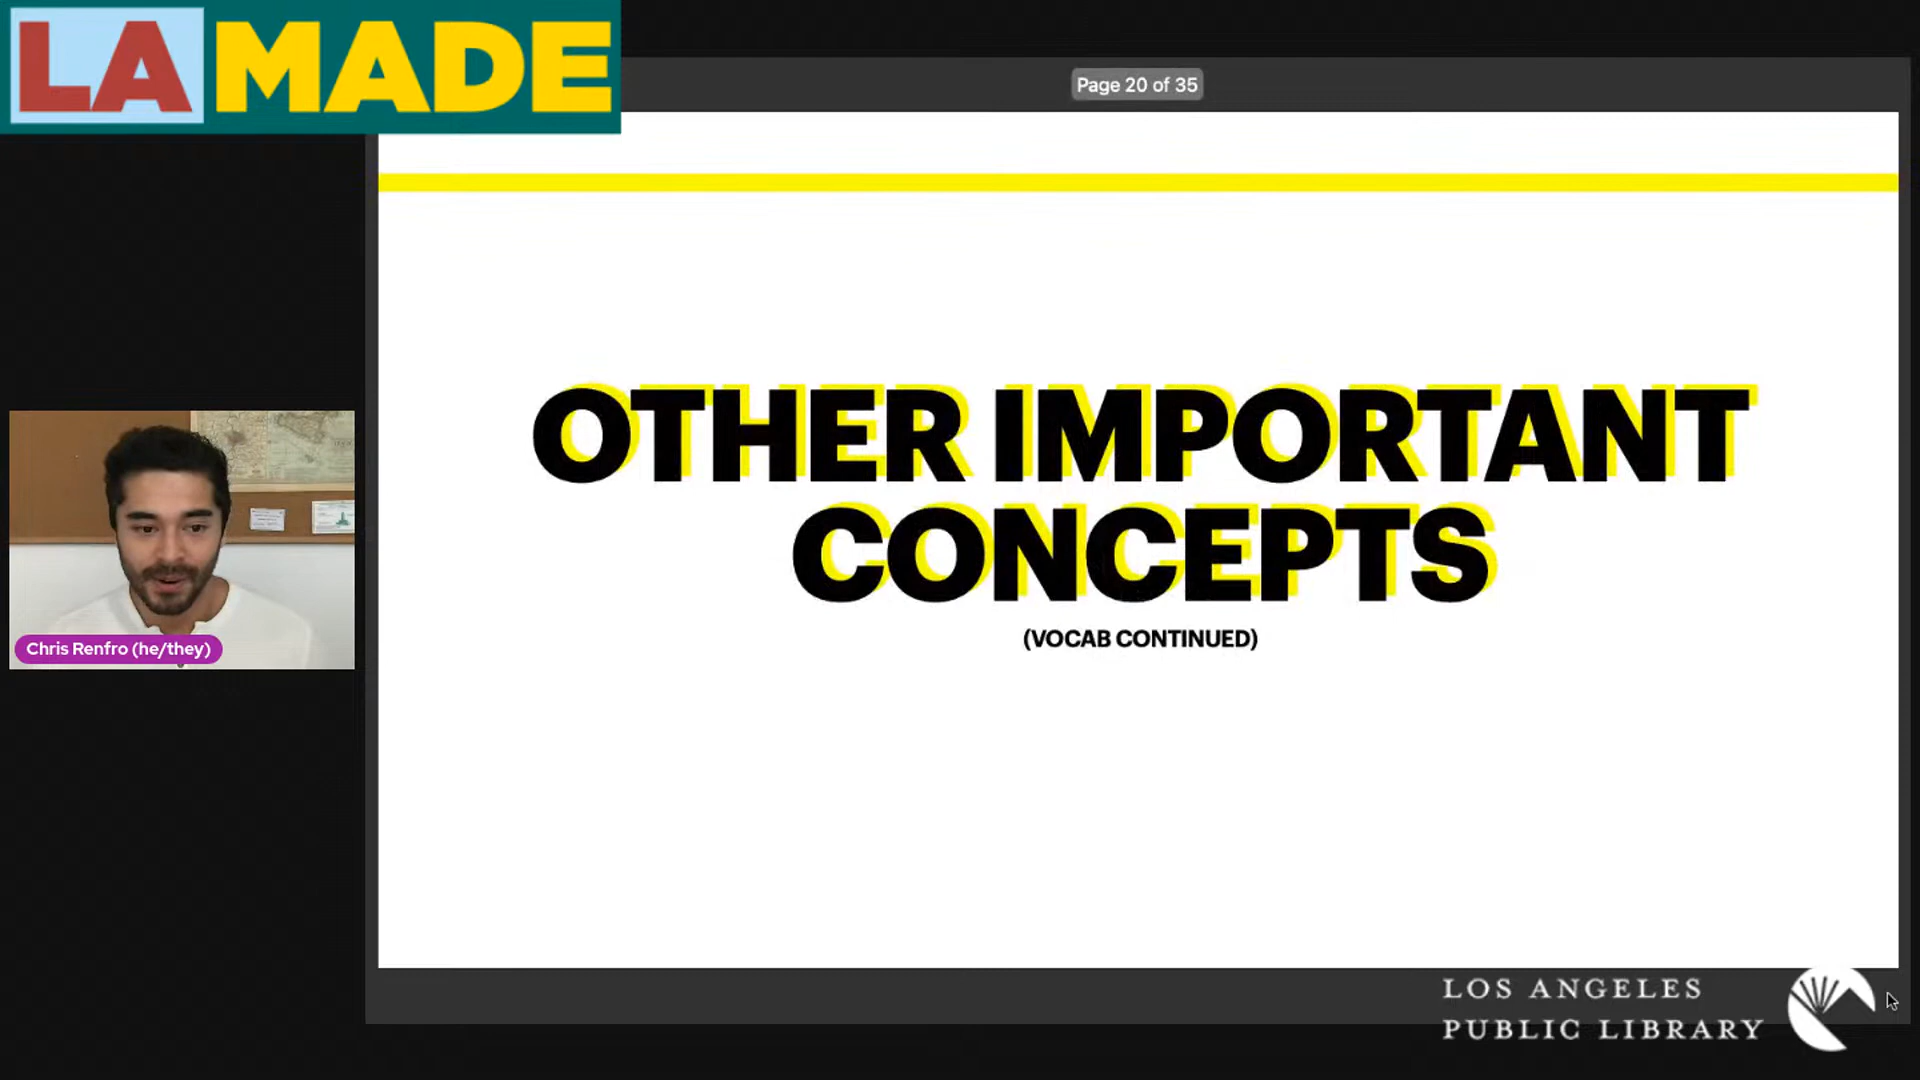 LA MADE
Page 20 of 35
OTHER IMPORTANT
CONCEPTS
(VOCAB CONTINUED)
Chris Renfro (he/they)
LOS ANGELES
PUBLIC LIBRARY